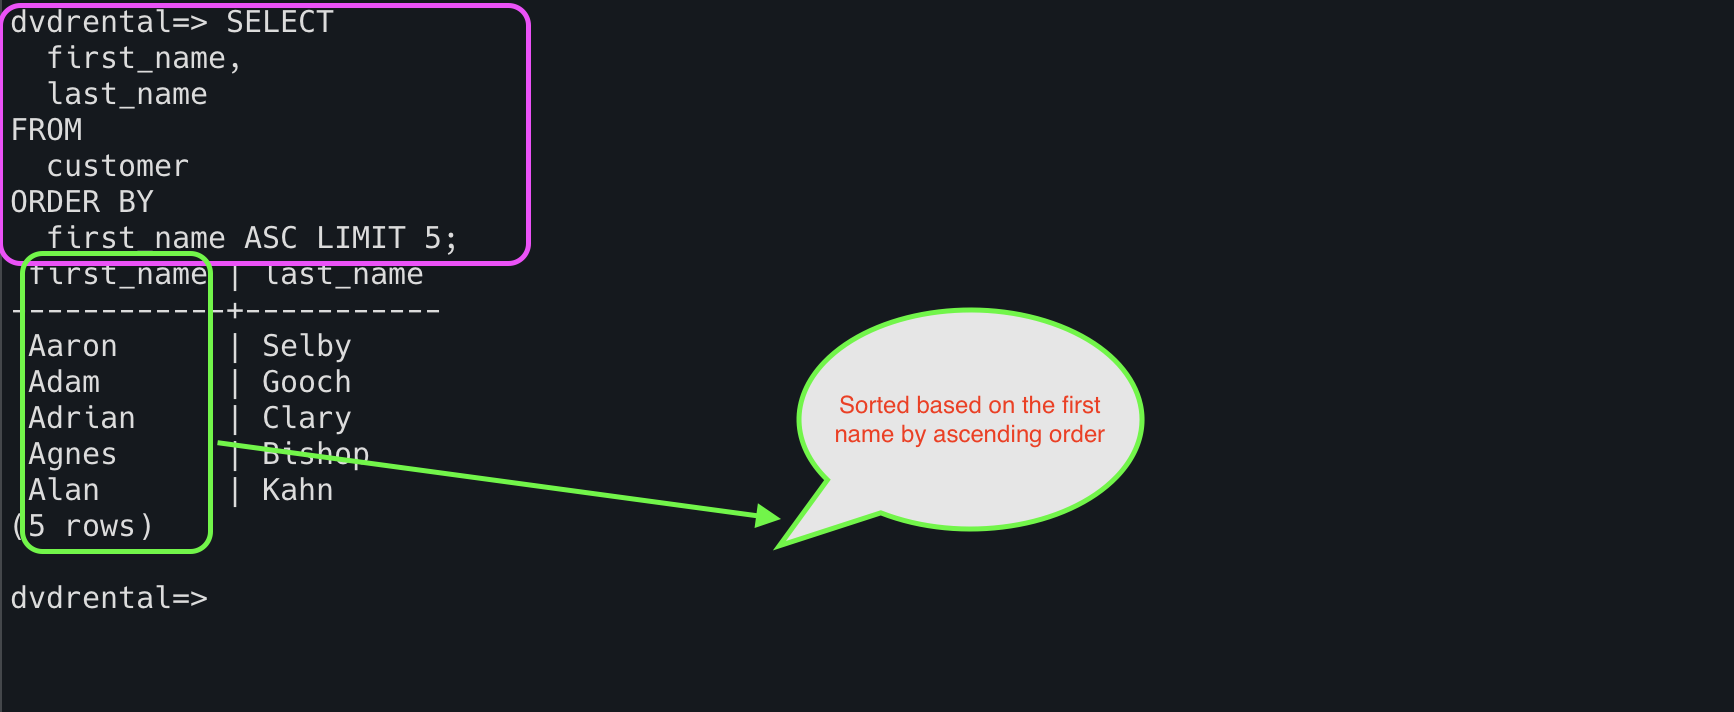 dvdrental=> SELECT
  first_name,
  last_name
FROM
  customer
ORDER BY
  first_name ASC LIMIT 5;
 first_name | last_name
------------+-----------
 Aaron      | Selby
 Adam       | Gooch
 Adrian     | Clary
 Agnes      | Bishop
 Alan       | Kahn
(5 rows)
dvdrental=>
Sorted based on the first
name by ascending order